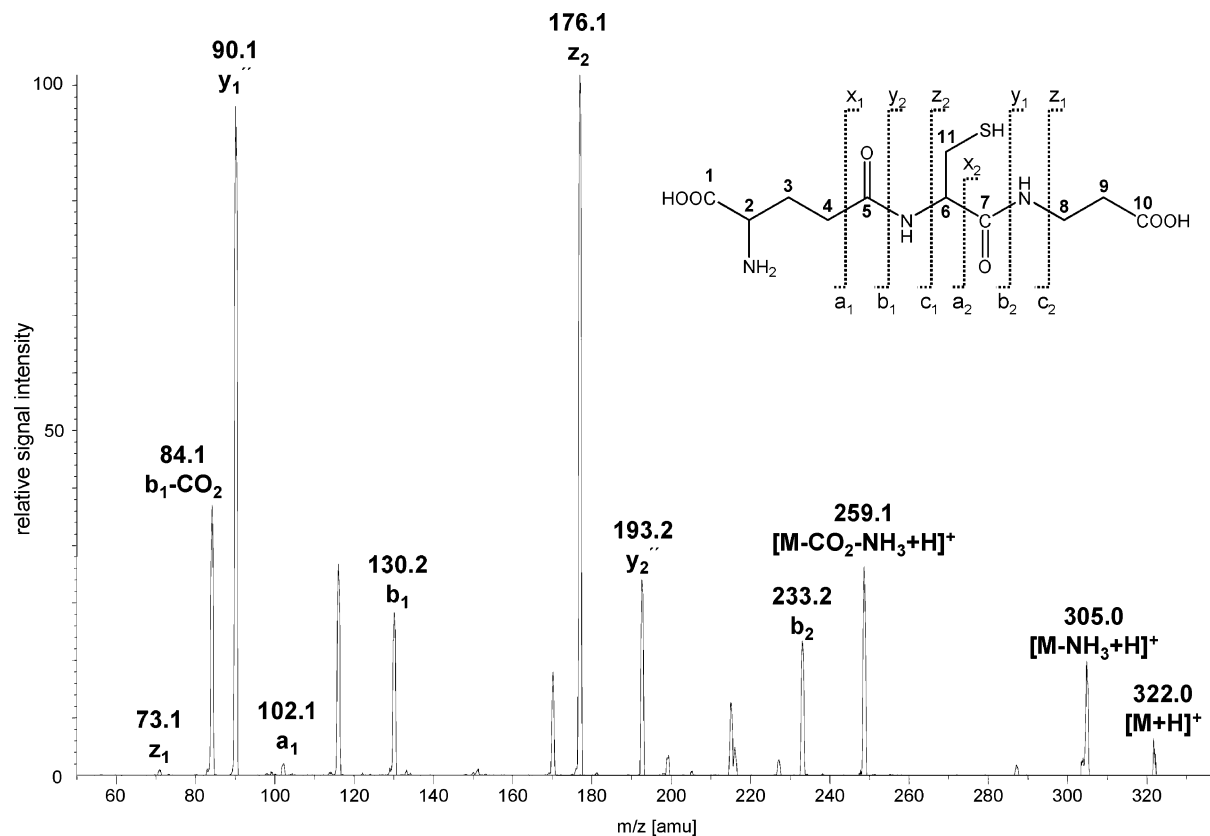 176.1
z₂
90.1
y₁′′
100
50
0
relative signal intensity
84.1
b₁-CO₂
73.1
z₁
102.1
a₁
130.2
b₁
193.2
y₂′′
233.2
b₂
259.1
[M-CO₂-NH₃+H]⁺
305.0
[M-NH₃+H]⁺
322.0
[M+H]⁺
x₁ y₂ z₂ y₁ z₁
11 SH
x₂
1 3 O H 9
HOOC 2 4 5 N 6 7 C N 8 10 COOH
NH₂ H O
a₁ b₁ c₁ a₂ b₂ c₂
60 80 100 120 140 160 180 200 220 240 260 280 300 320
m/z [amu]